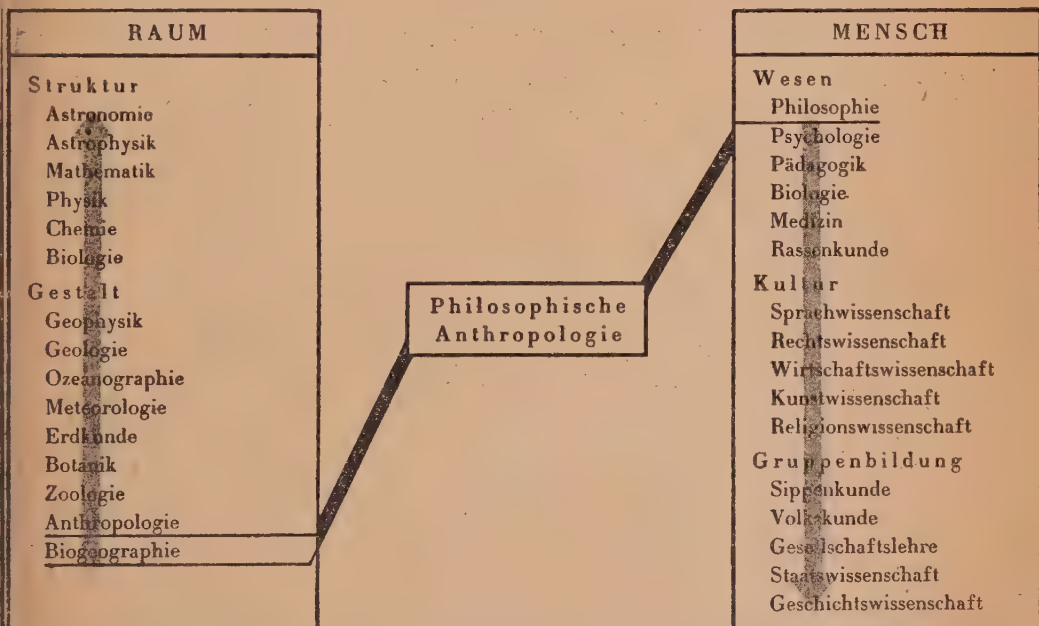 RAUM
Struktur
Astronomie
Astrophysik
Mathematik
Physik
Chemie
Biologie
Gestalt
Geophysik
Geologie
Ozeanographie
Meteorologie
Erdkunde
Botanik
Zoologie
Anthropologie
Biogeographie
Philosophische
Anthropologie
MENSCH
Wesen
Philosophie
Psychologie
Pädagogik
Biologie
Medizin
Rassenkunde
Kultur
Sprachwissenschaft
Rechtswissenschaft
Wirtschaftswissenschaft
Kunstwissenschaft
Religionswissenschaft
Gruppenbildung
Sippenkunde
Volkskunde
Gesellschaftslehre
Staatswissenschaft
Geschichtswissenschaft